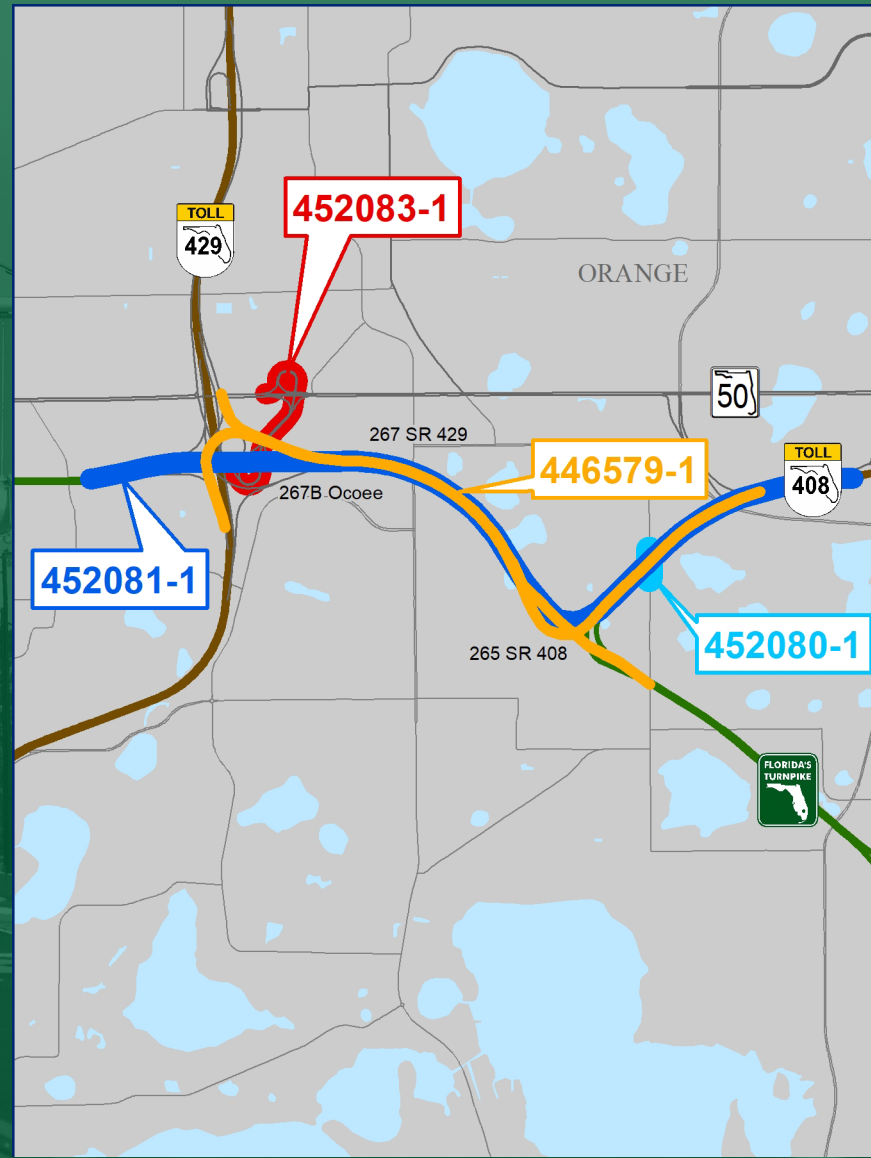 452083-1
TOLL
429
ORANGE
50
267 SR 429
446579-1
TOLL
408
267B Ocoee
452081-1
452080-1
265 SR 408
FLORIDA'S
TURNPIKE